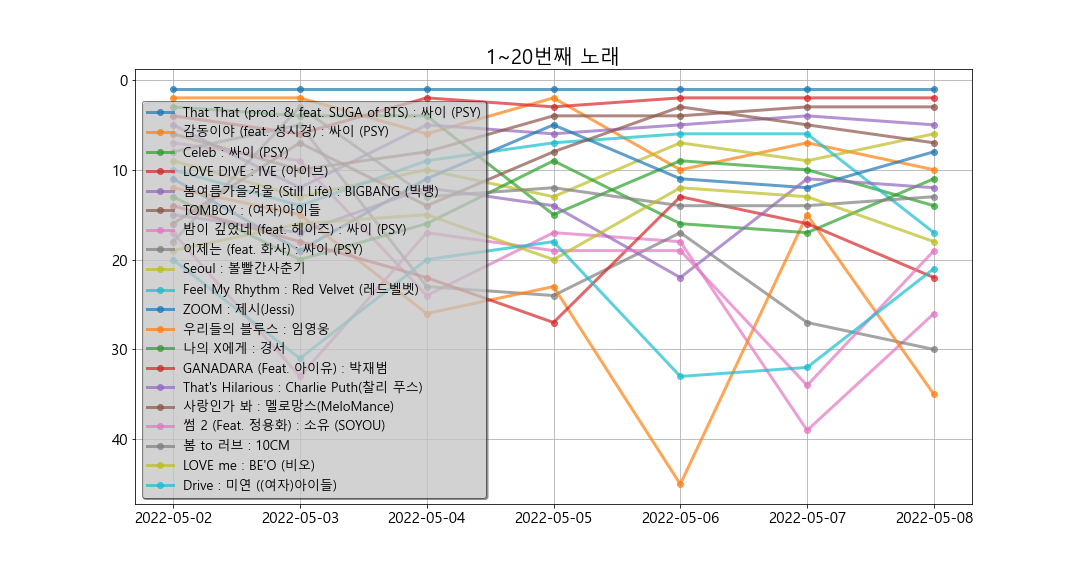 1~20번째 노래
0
10
20
30
40
That That (prod. & feat. SUGA of BTS) : 싸이 (PSY)
감동이야 (feat. 성시경) : 싸이 (PSY)
Celeb : 싸이 (PSY)
LOVE DIVE : IVE (아이브)
봄여름가을겨울 (Still Life) : BIGBANG (빅뱅)
TOMBOY : (여자)아이들
밤이 깊었네 (feat. 헤이즈) : 싸이 (PSY)
이제는 (feat. 화사) : 싸이 (PSY)
Seoul : 볼빨간사춘기
Feel My Rhythm : Red Velvet (레드벨벳)
ZOOM : 제시(Jessi)
우리들의 블루스 : 임영웅
나의 X에게 : 경서
GANADARA (Feat. 아이유) : 박재범
That's Hilarious : Charlie Puth(찰리 푸스)
사랑인가 봐 : 멜로망스(MeloMance)
썸 2 (Feat. 정용화) : 소유 (SOYOU)
봄 to 러브 : 10CM
LOVE me : BE'O (비오)
Drive : 미연 ((여자)아이들)
2022-05-02 2022-05-03 2022-05-04 2022-05-05 2022-05-06 2022-05-07 2022-05-08